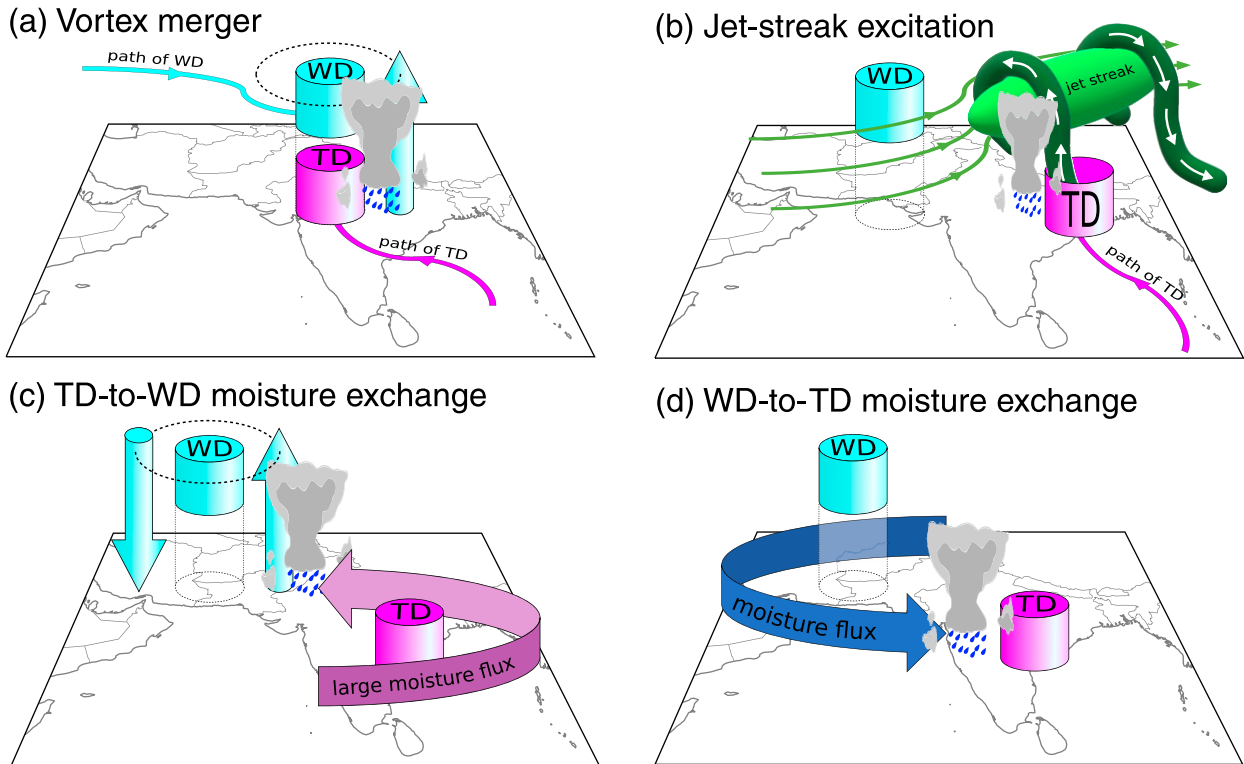 (a) Vortex merger
path of WD
WD
TD
path of TD
(b) Jet-streak excitation
WD
jet streak
TD
path of TD
(c) TD-to-WD moisture exchange
WD
TD
large moisture flux
(d) WD-to-TD moisture exchange
WD
moisture flux
TD